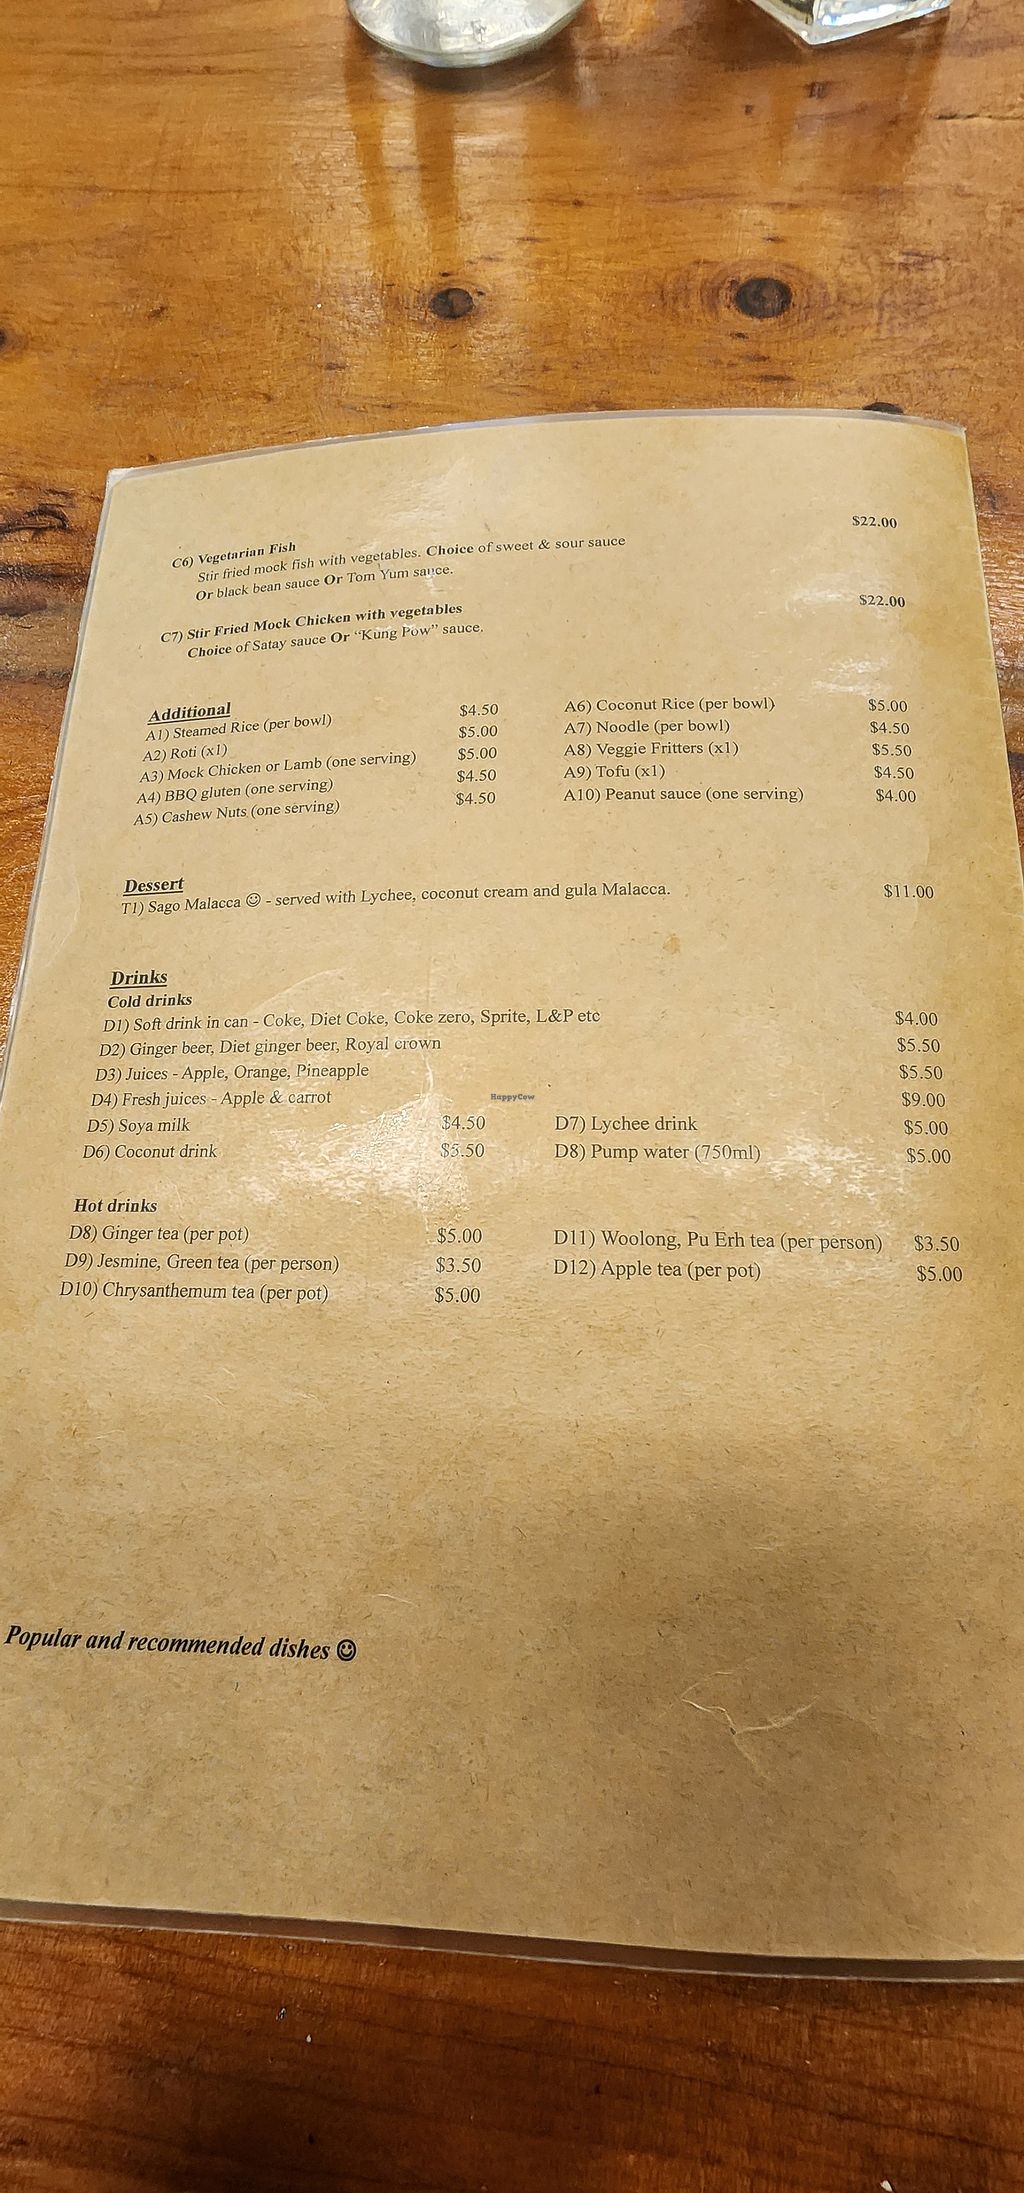 C6) Vegetarian Fish $22.00
Stir fried mock fish with vegetables. Choice of sweet & sour sauce
Or black bean sauce Or Tom Yum sauce.
C7) Stir Fried Mock Chicken with vegetables $22.00
Choice of Satay sauce Or "Kung Pow" sauce.
Additional
A1) Steamed Rice (per bowl) $4.50
A2) Roti (x1) $5.00
A3) Mock Chicken or Lamb (one serving) $5.00
A4) BBQ gluten (one serving) $4.50
A5) Cashew Nuts (one serving) $4.50
A6) Coconut Rice (per bowl) $5.00
A7) Noodle (per bowl) $4.50
A8) Veggie Fritters (x1) $5.50
A9) Tofu (x1) $4.50
A10) Peanut sauce (one serving) $4.00
Dessert
T1) Sago Malacca ☺ - served with Lychee, coconut cream and gula Malacca. $11.00
Drinks
Cold drinks
D1) Soft drink in can - Coke, Diet Coke, Coke zero, Sprite, L&P etc $4.00
D2) Ginger beer, Diet ginger beer, Royal crown $5.50
D3) Juices - Apple, Orange, Pineapple $5.50
D4) Fresh juices - Apple & carrot $9.00
HappyCow
D5) Soya milk $4.50 D7) Lychee drink $5.00
D6) Coconut drink $5.50 D8) Pump water (750ml) $5.00
Hot drinks
D8) Ginger tea (per pot) $5.00 D11) Woolong, Pu Erh tea (per person) $3.50
D9) Jesmine, Green tea (per person) $3.50 D12) Apple tea (per pot) $5.00
D10) Chrysanthemum tea (per pot) $5.00
Popular and recommended dishes ☺